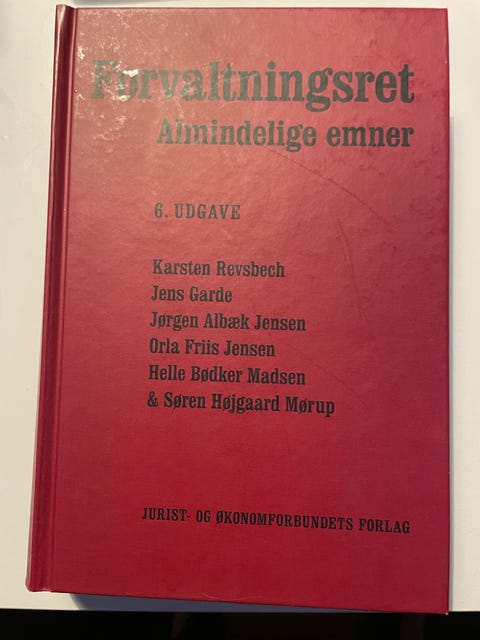 Forvaltningsret
Almindelige emner
6. UDGAVE
Karsten Revsbech
Jens Garde
Jørgen Albæk Jensen
Orla Friis Jensen
Helle Bødker Madsen
& Søren Højgaard Mørup
JURIST- OG ØKONOMFORBUNDETS FORLAG